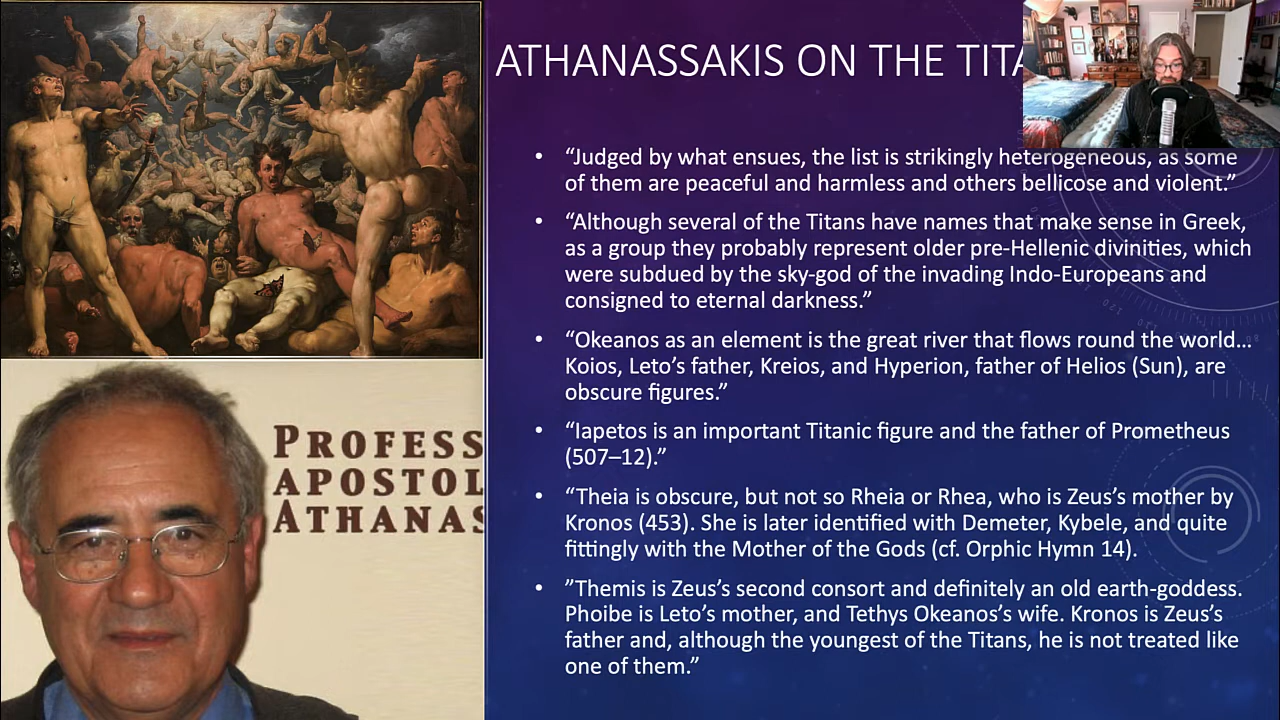 ATHANASSAKIS ON THE
• “Judged by what ensues, the list is strikingly heterogeneous, as some
of them are peaceful and harmless and others bellicose and violent.”
• “Although several of the Titans have names that make sense in Greek,
as a group they probably represent older pre-Hellenic divinities, which
were subdued by the sky-god of the invading Indo-Europeans and
consigned to eternal darkness.”
• “Okeanos as an element is the great river that flows round the world…
Koios, Leto’s father, Kreios, and Hyperion, father of Helios (Sun), are
obscure figures.”
• “Iapetos is an important Titanic figure and the father of Prometheus
(507–12).”
• “Theia is obscure, but not so Rheia or Rhea, who is Zeus’s mother by
Kronos (453). She is later identified with Demeter, Kybele, and quite
fittingly with the Mother of the Gods (cf. Orphic Hymn 14).
• ”Themis is Zeus’s second consort and definitely an old earth-goddess.
Phoibe is Leto’s mother, and Tethys Okeanos’s wife. Kronos is Zeus’s
father and, although the youngest of the Titans, he is not treated like
one of them.”
PROFESS
APOSTOL
ATHANAS